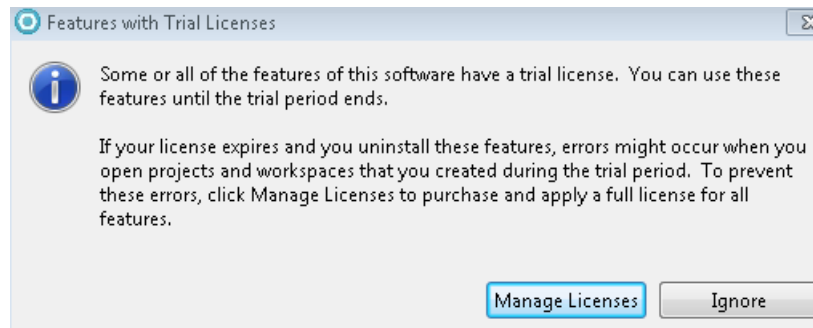 Features with Trial Licenses
Some or all of the features of this software have a trial license.  You can use these
features until the trial period ends.
If your license expires and you uninstall these features, errors might occur when you
open projects and workspaces that you created during the trial period.  To prevent
these errors, click Manage Licenses to purchase and apply a full license for all
features.
Manage Licenses
Ignore